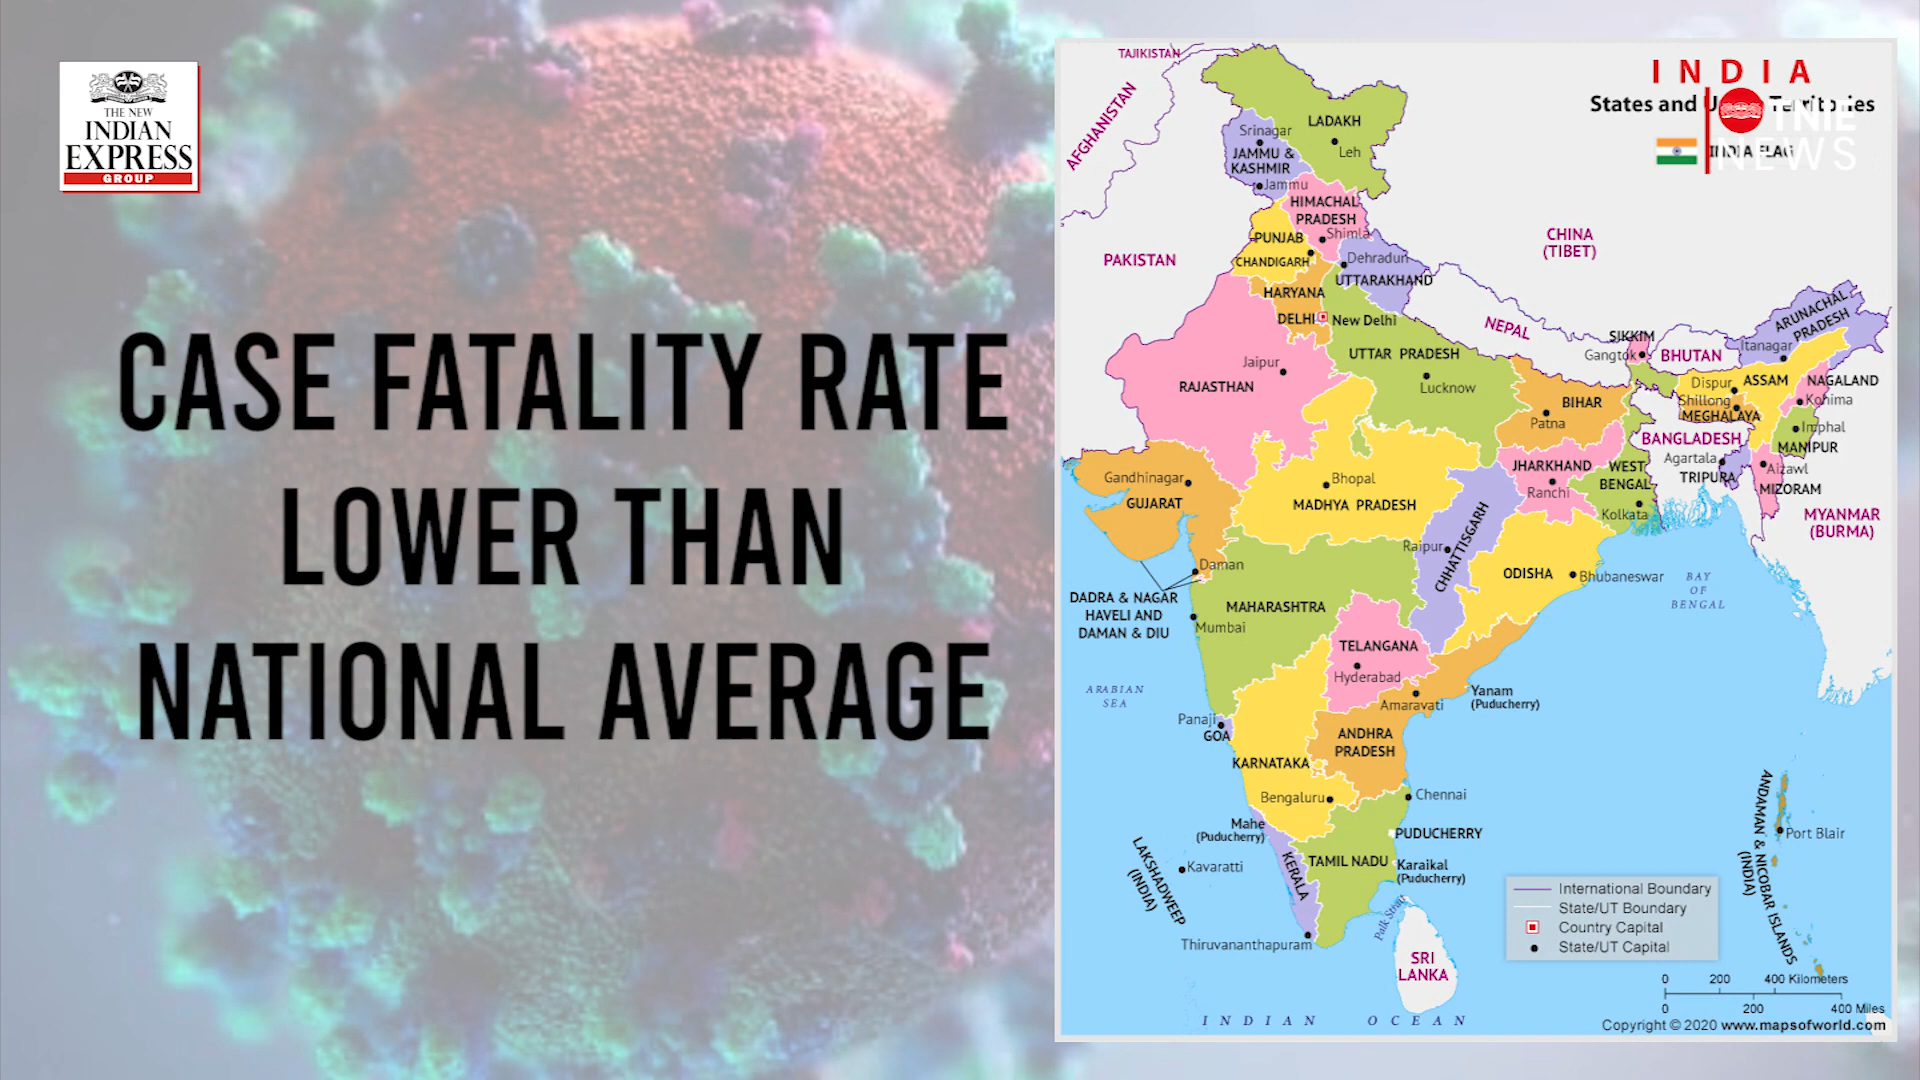 THE NEW
INDIAN
EXPRESS
GROUP
CASE FATALITY RATE
LOWER THAN
NATIONAL AVERAGE
INDIA
States and U Territories
TNIE
INDIA FLAG
NEWS
TAJIKISTAN
AFGHANISTAN
PAKISTAN
CHINA
(TIBET)
NEPAL
BHUTAN
BANGLADESH
MYANMAR
(BURMA)
SRI
LANKA
LADAKH
Leh
Srinagar
JAMMU &
KASHMIR
Jammu
HIMACHAL
PRADESH
Shimla
PUNJAB
CHANDIGARH
Dehradun
UTTARAKHAND
HARYANA
DELHI
New Delhi
Jaipur
RAJASTHAN
UTTAR PRADESH
Lucknow
BIHAR
Patna
SIKKIM
Gangtok
ARUNACHAL
PRADESH
Itanagar
Dispur
ASSAM
NAGALAND
Kohima
Shillong
MEGHALAYA
Imphal
MANIPUR
Agartala
TRIPURA
Aizawl
MIZORAM
JHARKHAND
Ranchi
WEST
BENGAL
Kolkata
Gandhinagar
GUJARAT
Bhopal
MADHYA PRADESH
Raipur
CHHATTISGARH
ODISHA
Bhubaneswar
BAY
OF
BENGAL
Daman
DADRA & NAGAR
HAVELI AND
DAMAN & DIU
MAHARASHTRA
Mumbai
TELANGANA
Hyderabad
Amaravati
Yanam
(Puducherry)
ARABIAN
SEA
Panaji
GOA
ANDHRA
PRADESH
KARNATAKA
Bengaluru
Chennai
Mahe
(Puducherry)
PUDUCHERRY
KERALA
TAMIL NADU
Karaikal
(Puducherry)
LAKSHADWEEP
(INDIA)
Kavaratti
Thiruvananthapuram
Palk Strait
ANDAMAN & NICOBAR ISLANDS
(INDIA)
Port Blair
International Boundary
State/UT Boundary
Country Capital
State/UT Capital
0 200 400 Kilometers
0 200 400 Miles
INDIAN OCEAN
Copyright © 2020 www.mapsofworld.com